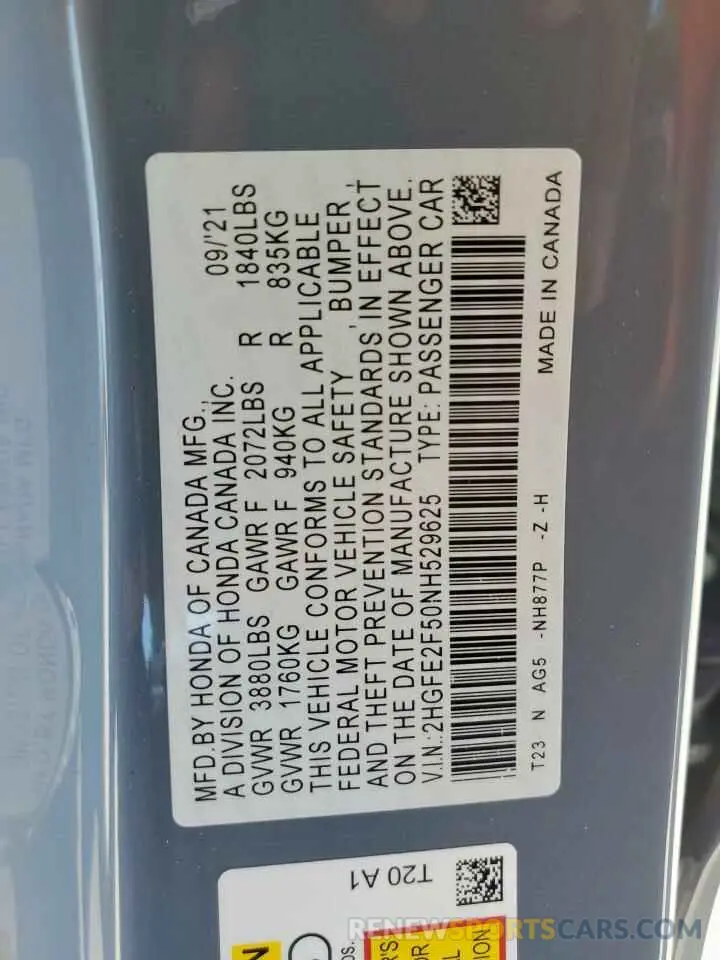 MFD.BY HONDA OF CANADA MFG., 09/'21
A DIVISION OF HONDA CANADA INC.
GVWR 3880LBS GAWR F 2072LBS R 1840LBS
GVWR 1760KG GAWR F 940KG R 835KG
THIS VEHICLE CONFORMS TO ALL APPLICABLE
FEDERAL MOTOR VEHICLE SAFETY , BUMPER ,
AND THEFT PREVENTION STANDARDS, IN EFFECT
ON THE DATE OF MANUFACTURE SHOWN ABOVE.
V.I.N.:2HGFE2F50NH529625 TYPE: PASSENGER CAR
T23 N AG5 -NH877P -Z -H MADE IN CANADA
T20 A1
RENEWSPORTSCARS.COM